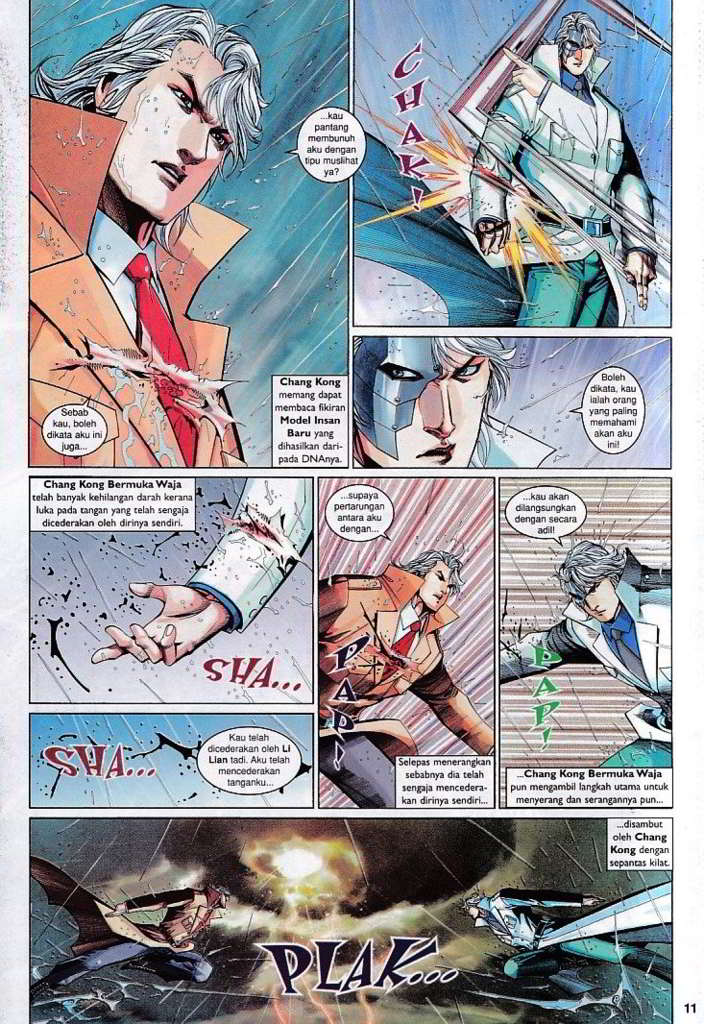 ...kau
pantang
membunuh
aku dengan
tipu muslihat
ya?
Sebab
kau, boleh
dikata aku ini
juga...
Chang Kong
memang dapat
membaca fikiran
Model Insan
Baru yang
dihasilkan dari-
pada DNAnya.
CHAK!
Boleh
dikata, kau
ialah orang
yang paling
memahami
akan aku
ini!
Chang Kong Bermuka Waja
telah banyak kehilangan darah kerana
luka pada tangan yang telah sengaja
dicederakan oleh dirinya sendiri.
SHA...
SHA...
Kau telah
dicederakan oleh Li
Lian tadi. Aku telah
mencederakan
tanganku...
...supaya
pertarungan
antara aku
dengan...
PAP!
Selepas menerangkan
sebabnya dia telah
sengaja mencedera-
kan dirinya sendiri...
...kau akan
dilangsungkan
dengan secara
adil!
PAP!
...Chang Kong Bermuka Waja
pun mengambil langkah utama untuk
menyerang dan serangannya pun...
...disambut
oleh Chang
Kong dengan
sepantas kilat.
PLAK...
11